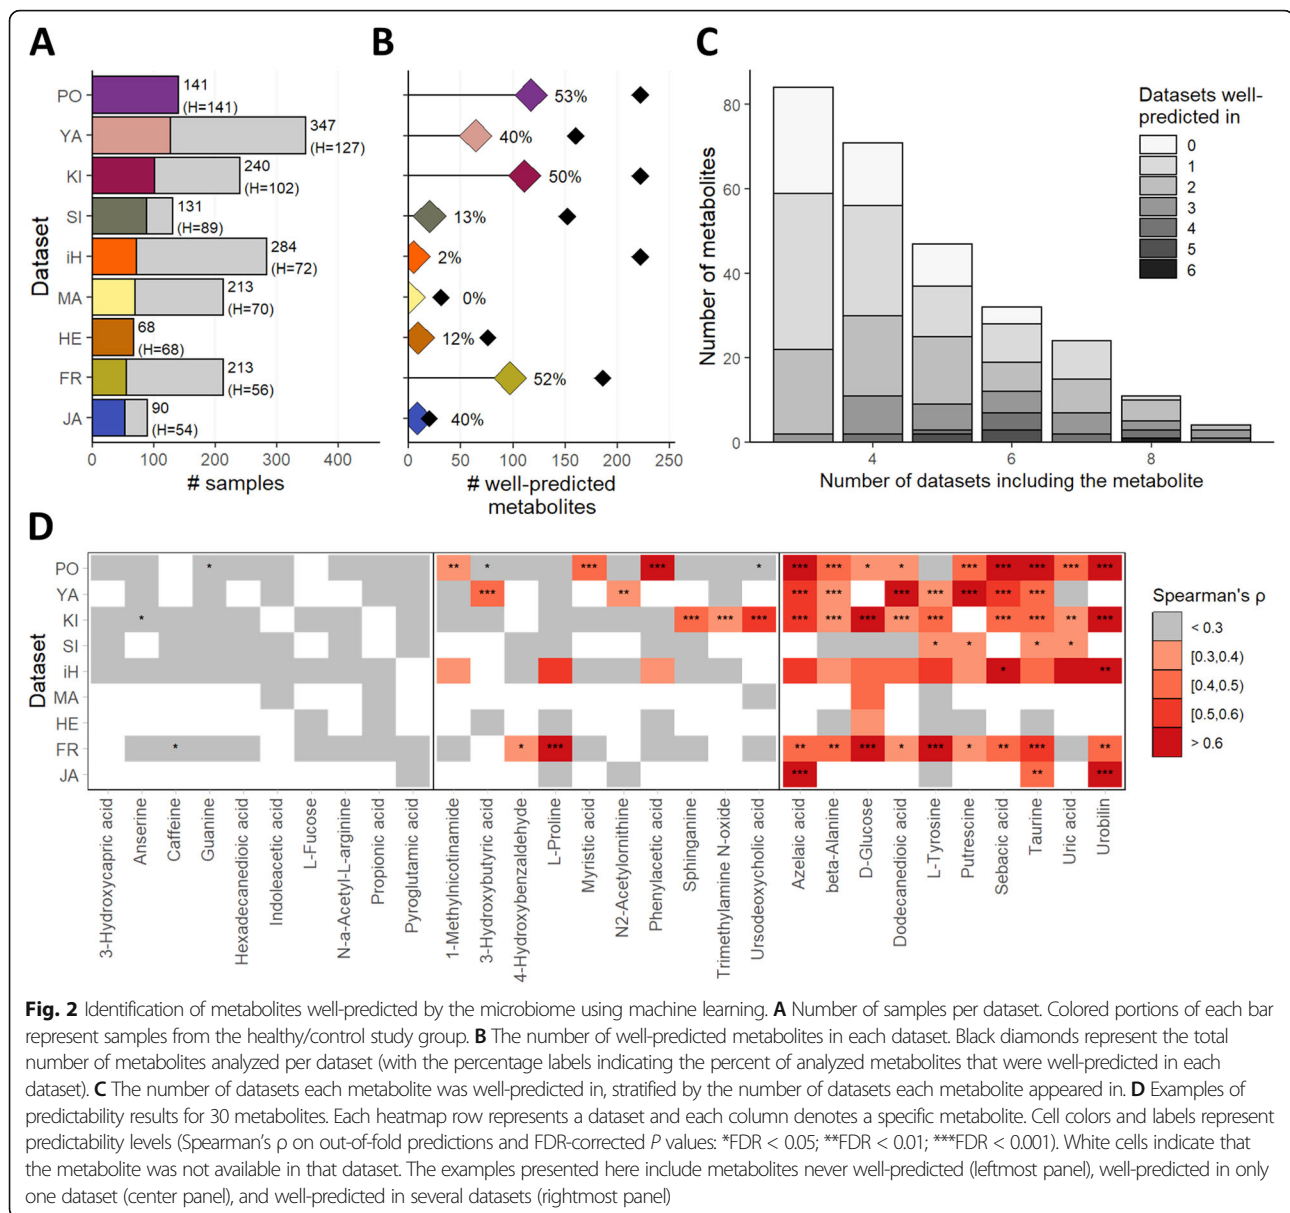 A
B
C
PO
YA
KI
SI
iH
MA
HE
FR
JA
Dataset
141
(H=141)
347
(H=127)
240
(H=102)
131
(H=89)
284
(H=72)
213
(H=70)
68
(H=68)
213
(H=56)
90
(H=54)
0 100 200 300 400
# samples
53%
40%
50%
13%
2%
0%
12%
52%
40%
0 50 100 150 200 250
# well-predicted
metabolites
Number of metabolites
80
60
40
20
0
4 6 8
Number of datasets including the metabolite
Datasets well-
predicted in
0
1
2
3
4
5
6
D
Dataset
PO * ** * *** *** * *** *** * * *** *** *** *** ***
YA *** ** *** *** *** *** *** *** ***
KI * *** *** *** *** *** *** *** *** *** *** ** ***
SI * * * *
iH * **
MA
HE
FR * * *** ** ** *** * *** * ** *** **
JA *** ** ***
3-Hydroxycapric acid
Anserine
Caffeine
Guanine
Hexadecanedioic acid
Indoleacetic acid
L-Fucose
N-a-Acetyl-L-arginine
Propionic acid
Pyroglutamic acid
1-Methylnicotinamide
3-Hydroxybutyric acid
4-Hydroxybenzaldehyde
L-Proline
Myristic acid
N2-Acetylornithine
Phenylacetic acid
Sphinganine
Trimethylamine N-oxide
Ursodeoxycholic acid
Azelaic acid
beta-Alanine
D-Glucose
Dodecanedioic acid
L-Tyrosine
Putrescine
Sebacic acid
Taurine
Uric acid
Urobilin
Spearman's ρ
< 0.3
[0.3,0.4)
[0.4,0.5)
[0.5,0.6)
> 0.6
Fig. 2 Identification of metabolites well-predicted by the microbiome using machine learning. A Number of samples per dataset. Colored portions of each bar
represent samples from the healthy/control study group. B The number of well-predicted metabolites in each dataset. Black diamonds represent the total
number of metabolites analyzed per dataset (with the percentage labels indicating the percent of analyzed metabolites that were well-predicted in each
dataset). C The number of datasets each metabolite was well-predicted in, stratified by the number of datasets each metabolite appeared in. D Examples of
predictability results for 30 metabolites. Each heatmap row represents a dataset and each column denotes a specific metabolite. Cell colors and labels represent
predictability levels (Spearman's ρ on out-of-fold predictions and FDR-corrected P values: *FDR < 0.05; **FDR < 0.01; ***FDR < 0.001). White cells indicate that
the metabolite was not available in that dataset. The examples presented here include metabolites never well-predicted (leftmost panel), well-predicted in only
one dataset (center panel), and well-predicted in several datasets (rightmost panel)